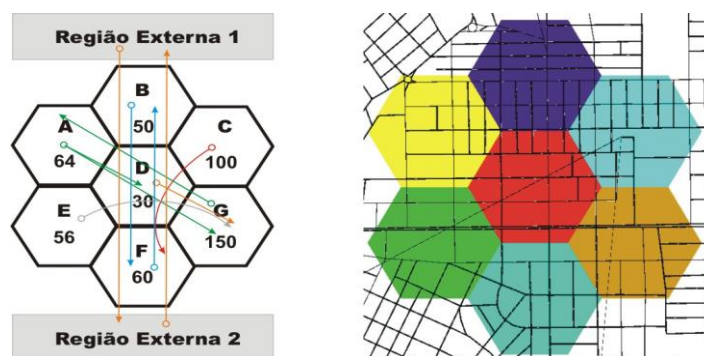 Região Externa 1
B
50
A
64
C
100
D
30
E
56
G
150
F
60
Região Externa 2